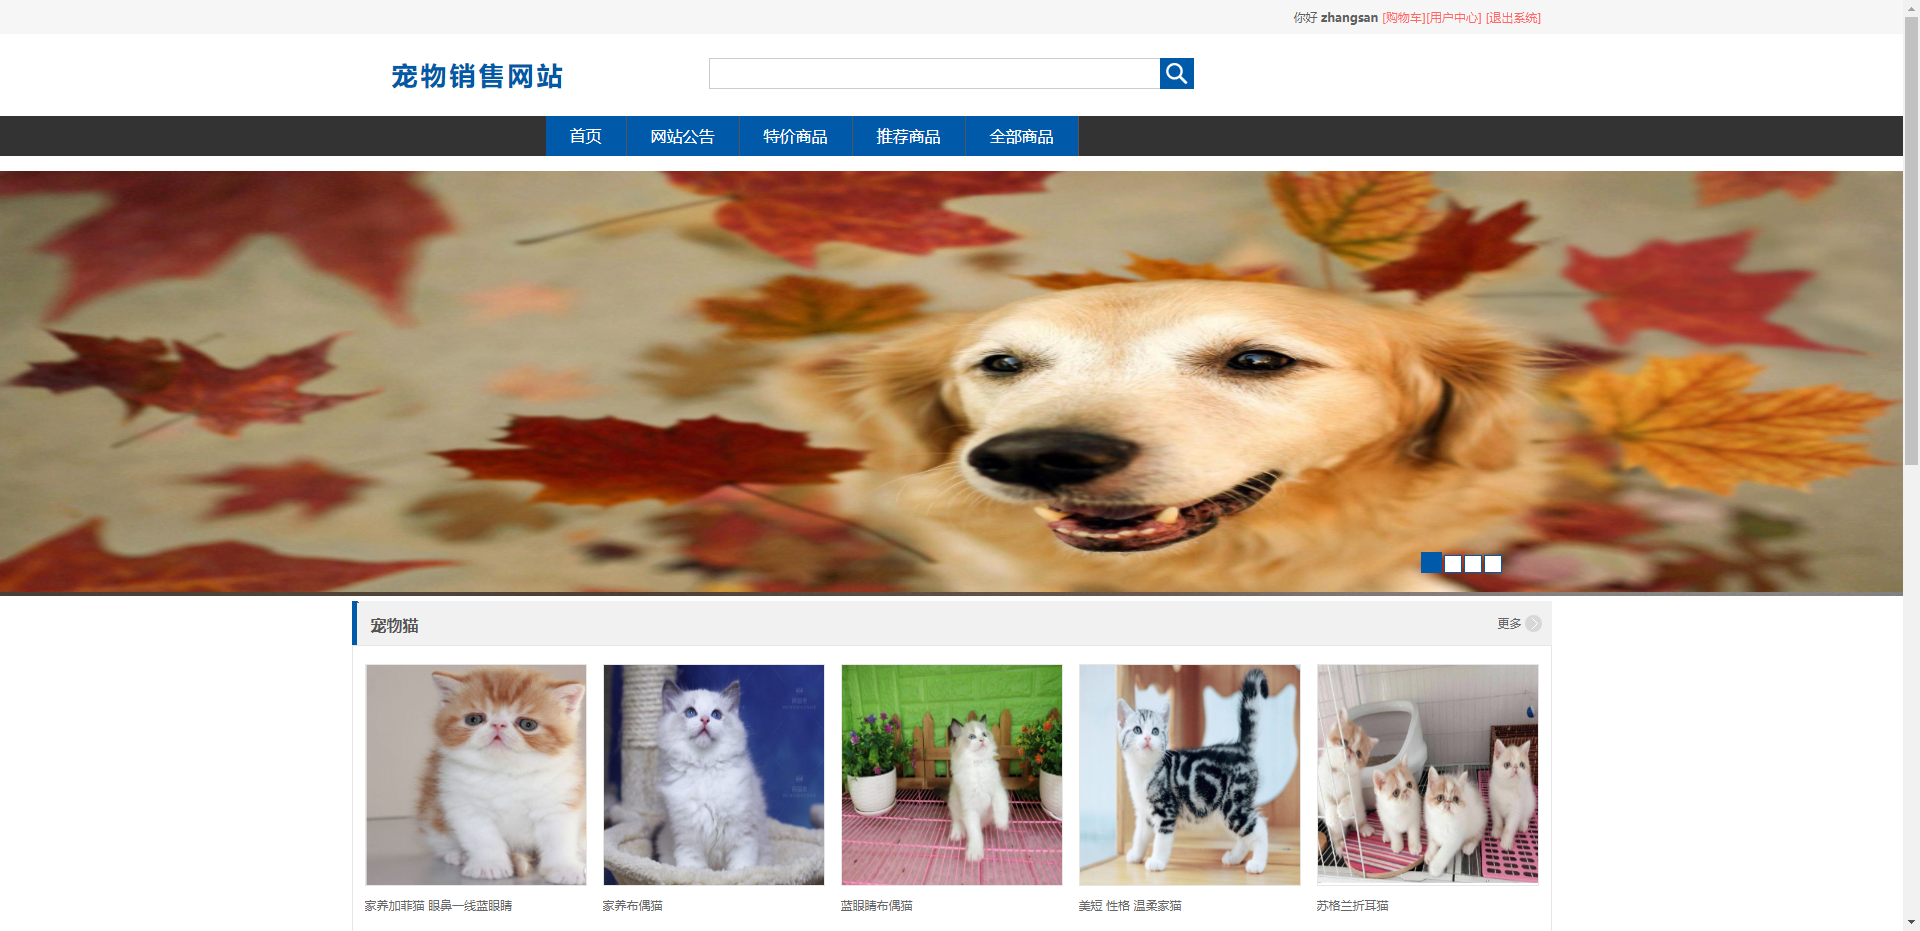 你好 zhangsan [购物车][用户中心] [退出系统]
宠物销售网站
首页 网站公告 特价商品 推荐商品 全部商品
宠物猫 更多
家养加菲猫 眼鼻一线蓝眼睛 家养布偶猫 蓝眼睛布偶猫 美短 性格 温柔家猫 苏格兰折耳猫